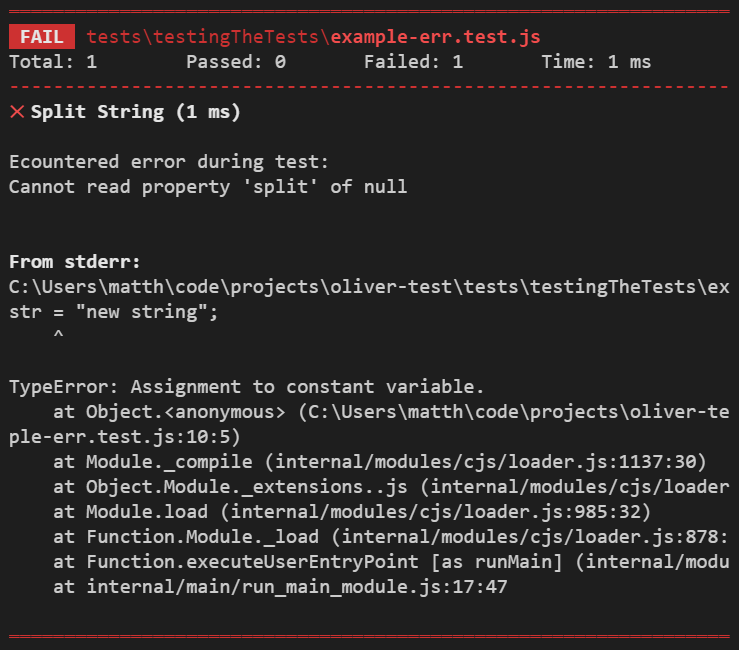 FAIL tests\testingTheTests\example-err.test.js
Total: 1 Passed: 0 Failed: 1 Time: 1 ms
✕ Split String (1 ms)
Ecountered error during test:
Cannot read property 'split' of null
From stderr:
C:\Users\matth\code\projects\oliver-test\tests\testingTheTests\ex
str = "new string";
^
TypeError: Assignment to constant variable.
at Object.<anonymous> (C:\Users\matth\code\projects\oliver-te
ple-err.test.js:10:5)
at Module._compile (internal/modules/cjs/loader.js:1137:30)
at Object.Module._extensions..js (internal/modules/cjs/loader
at Module.load (internal/modules/cjs/loader.js:985:32)
at Function.Module._load (internal/modules/cjs/loader.js:878:
at Function.executeUserEntryPoint [as runMain] (internal/modu
at internal/main/run_main_module.js:17:47